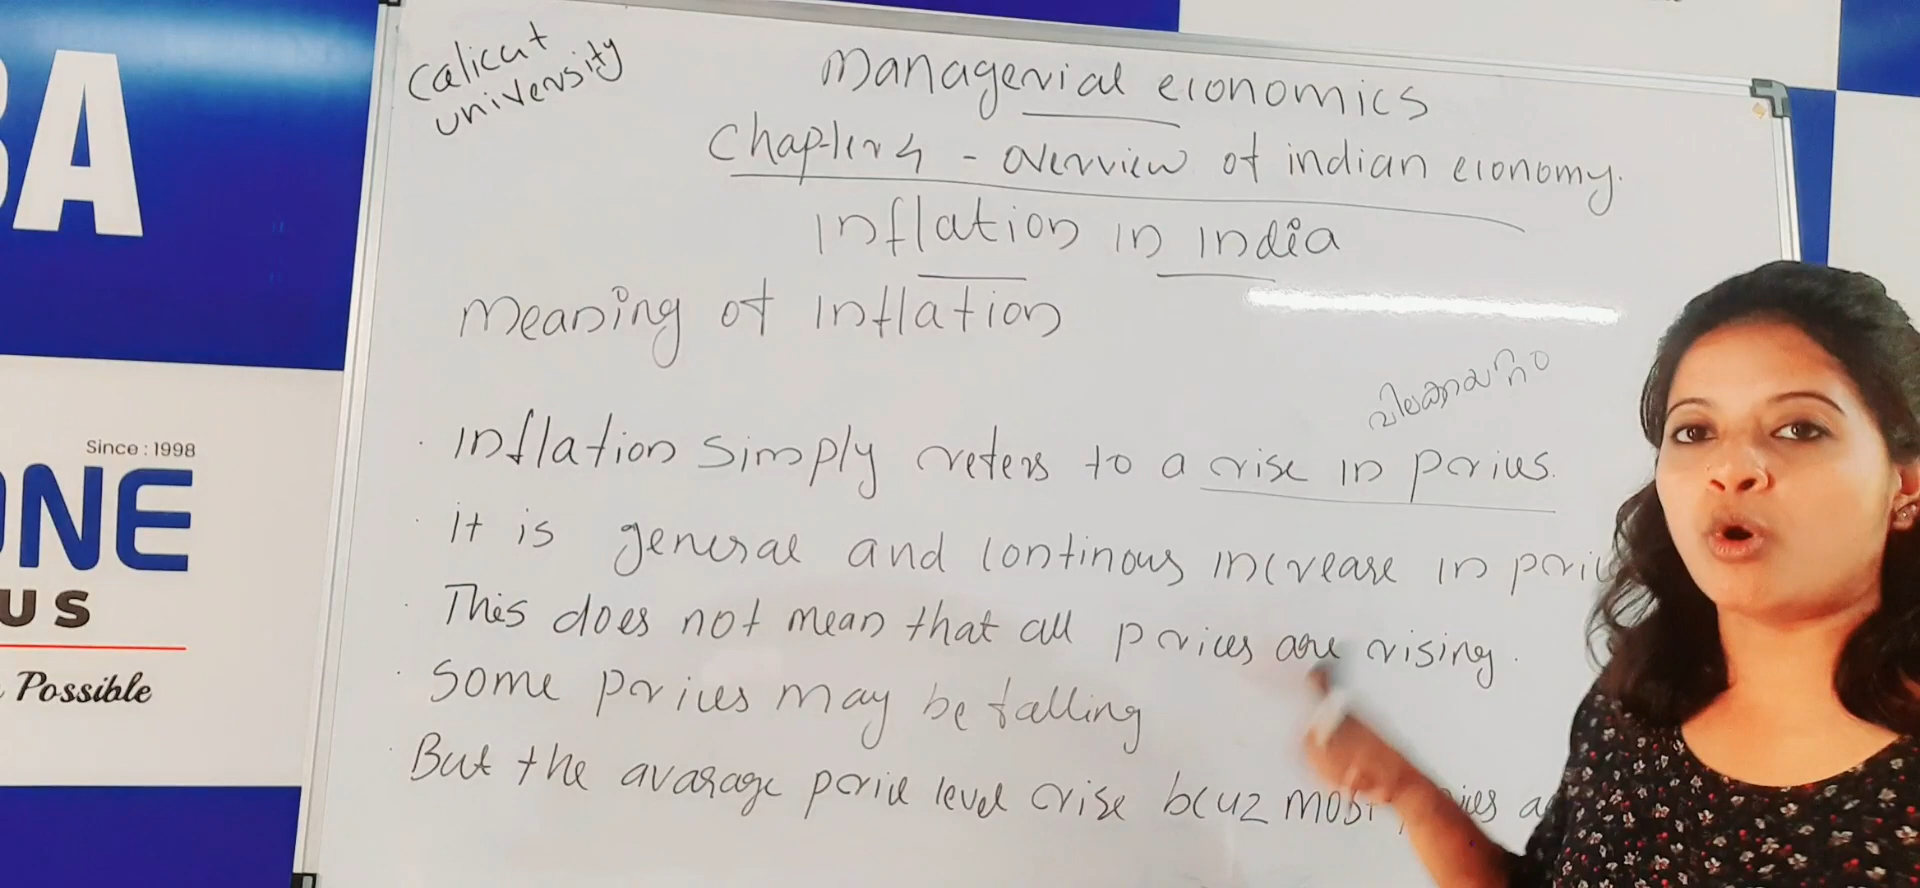 Calicut
university
Managerial economics
Chapter 4 - overview of indian economy.
Inflation in India
Meaning of Inflation
വിലക്കയറ്റം
Inflation simply refers to a rise in prices.
it is general and continous increase in
This does not mean that all prices are rising.
Some prices may be falling
But the avarage price level rise bcuz most
BA
Since : 1998
ONE
US
Possible